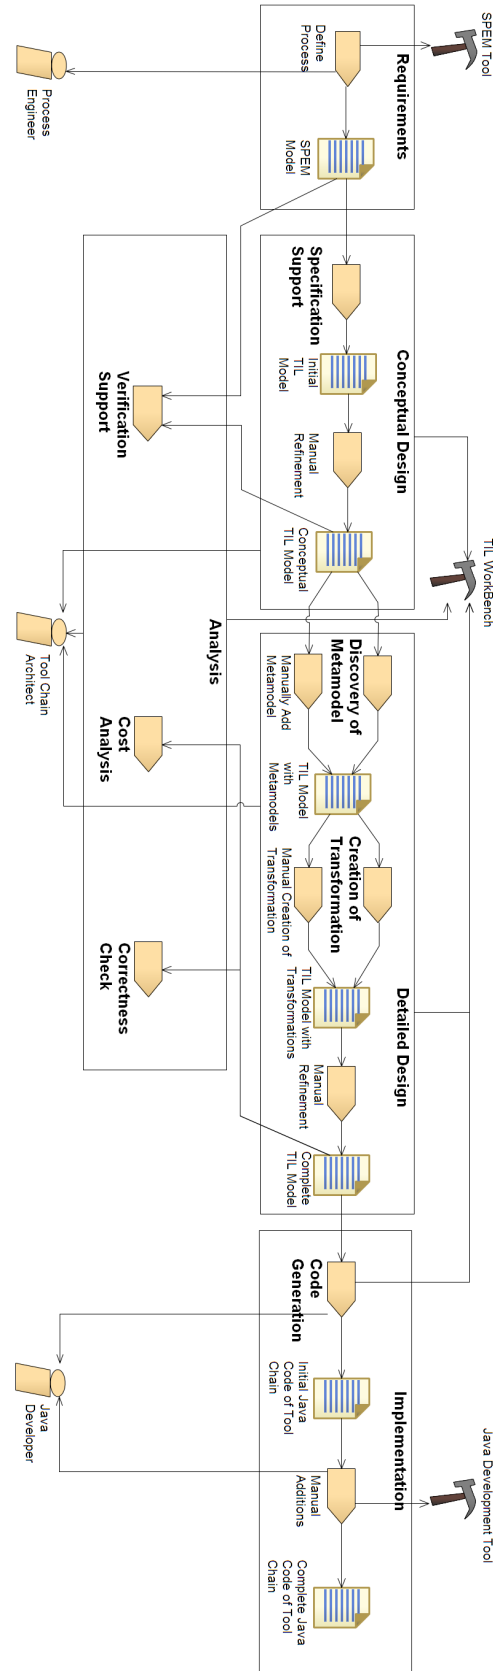 SPEM Tool
TIL WorkBench
Java Development Tool
Requirements
Define
Process
SPEM
Model
Conceptual Design
Specification
Support
Initial
TIL
Model
Manual
Refinement
Conceptual
TIL Model
Detailed Design
Discovery of
Metamodel
Manually Add
Metamodel
TIL Model
with
Metamodels
Creation of
Transformation
Manual Creation of
Transformation
TIL Model with
Transformations
Manual
Refinement
Complete
TIL Model
Implementation
Code
Generation
Initial Java
Code of Tool
Chain
Manual
Additions
Complete Java
Code of Tool
Chain
Analysis
Verification
Support
Cost
Analysis
Correctness
Check
Process
Engineer
Tool Chain
Architect
Java
Developer